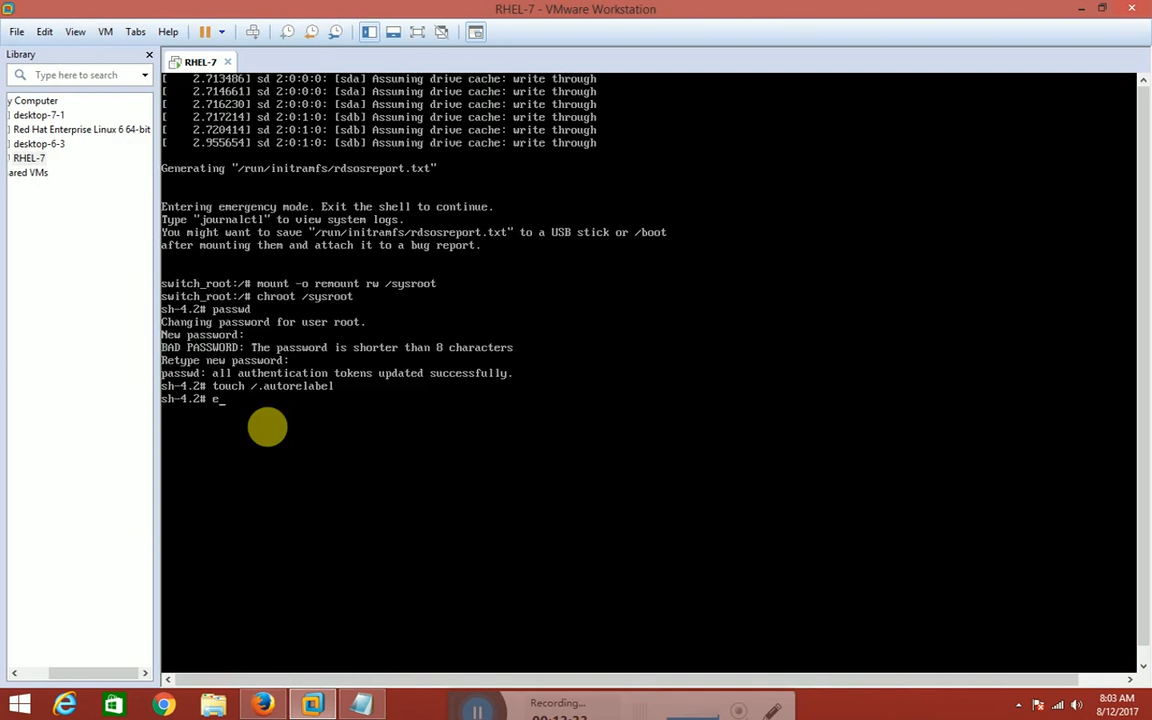 RHEL-7 - VMware Workstation
File Edit View VM Tabs Help
Library
Type here to search
y Computer
desktop-7-1
Red Hat Enterprise Linux 6 64-bit
desktop-6-3
RHEL-7
ared VMs
RHEL-7
[    2.713486] sd 2:0:0:0: [sda] Assuming drive cache: write through
[    2.714661] sd 2:0:0:0: [sda] Assuming drive cache: write through
[    2.716230] sd 2:0:0:0: [sda] Assuming drive cache: write through
[    2.717214] sd 2:0:1:0: [sdb] Assuming drive cache: write through
[    2.720414] sd 2:0:1:0: [sdb] Assuming drive cache: write through
[    2.955654] sd 2:0:1:0: [sdb] Assuming drive cache: write through
Generating "/run/initramfs/rdsosreport.txt"
Entering emergency mode. Exit the shell to continue.
Type "journalctl" to view system logs.
You might want to save "/run/initramfs/rdsosreport.txt" to a USB stick or /boot
after mounting them and attach it to a bug report.
switch_root:/# mount -o remount rw /sysroot
switch_root:/# chroot /sysroot
sh-4.2# passwd
Changing password for user root.
New password:
BAD PASSWORD: The password is shorter than 8 characters
Retype new password:
passwd: all authentication tokens updated successfully.
sh-4.2# touch /.autorelabel
sh-4.2# e_
Recording...
8:03 AM
8/12/2017